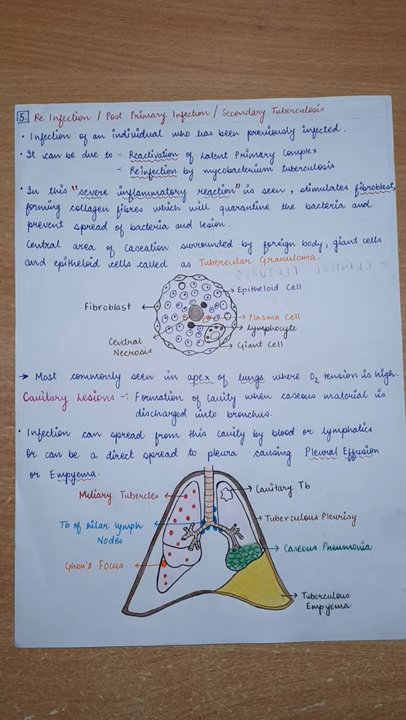 5. Re Infection / Post Primary Infection / Secondary Tuberculosis
• Infection of an individual who has been previously infected.
• It can be due to :- Reactivation of Latent Primary Complex
:- Reinfection by mycobacterium tuberculosis
• In this "severe inflammatory reaction" is seen, stimulates fibroblast,
forming collagen fibres which will quarantine the bacteria and
prevent spread of bacteria and lesion.
Central area of Caseation surrounded by foreign body, giant cells
and epitheloid cells called as Tubercular Granuloma.
Epitheloid Cell
Fibroblast
Plasma Cell
Lymphocyte
Central
Necrosis
Giant Cell
→ Most commonly seen in apex of lungs where O2 tension is high.
Cavitary Lesions -: Formation of cavity when caseous material is
discharged into bronchus.
• Infection can spread from this cavity by blood or lymphatics
Or can be a direct spread to pleura causing Pleural Effusion
or Empyema.
Miliary Tubercles
Cavitary Tb
Tb of hilar lymph
Nodes
Tuberculous Pleurisy
Ghon's Focus
Caseous Pneumonia
Tuberculous
Empyema